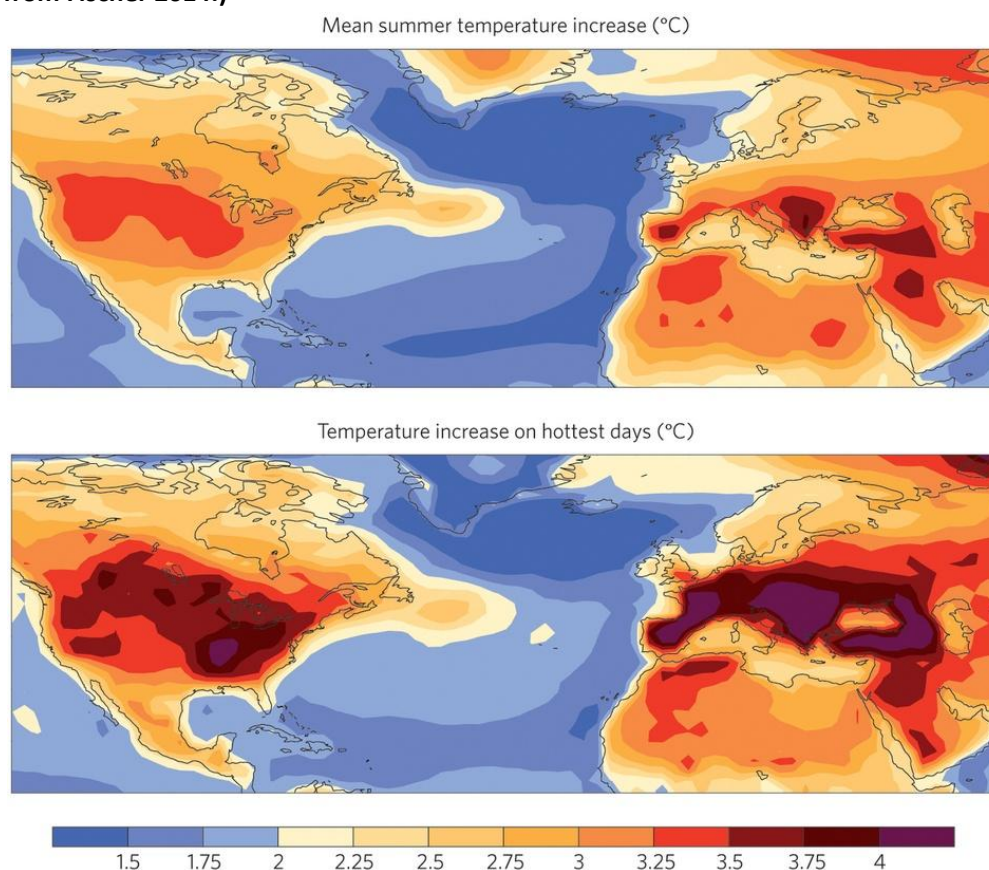 Mean summer temperature increase (°C)
Temperature increase on hottest days (°C)
1.5 1.75 2 2.25 2.5 2.75 3 3.25 3.5 3.75 4